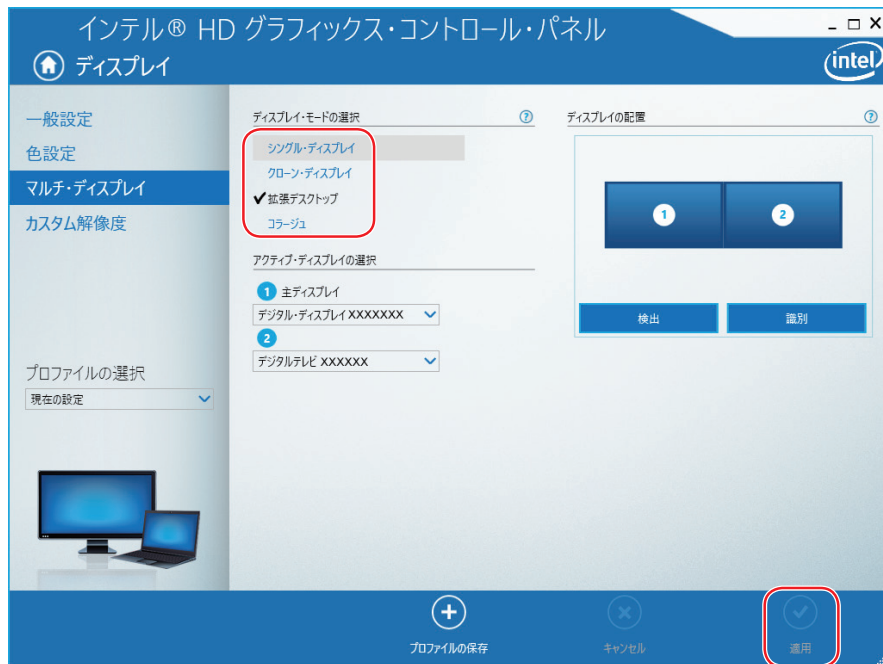 インテル® HD グラフィックス・コントロール・パネル
ディスプレイ
intel
一般設定
色設定
マルチ・ディスプレイ
カスタム解像度
プロファイルの選択
現在の設定
ディスプレイ・モードの選択
?
シングル・ディスプレイ
クローン・ディスプレイ
拡張デスクトップ
コラージュ
アクティブ・ディスプレイの選択
1 主ディスプレイ
デジタル・ディスプレイ XXXXXXX
2
デジタルテレビ XXXXXX
ディスプレイの配置
?
1 2
検出 識別
プロファイルの保存 キャンセル 適用